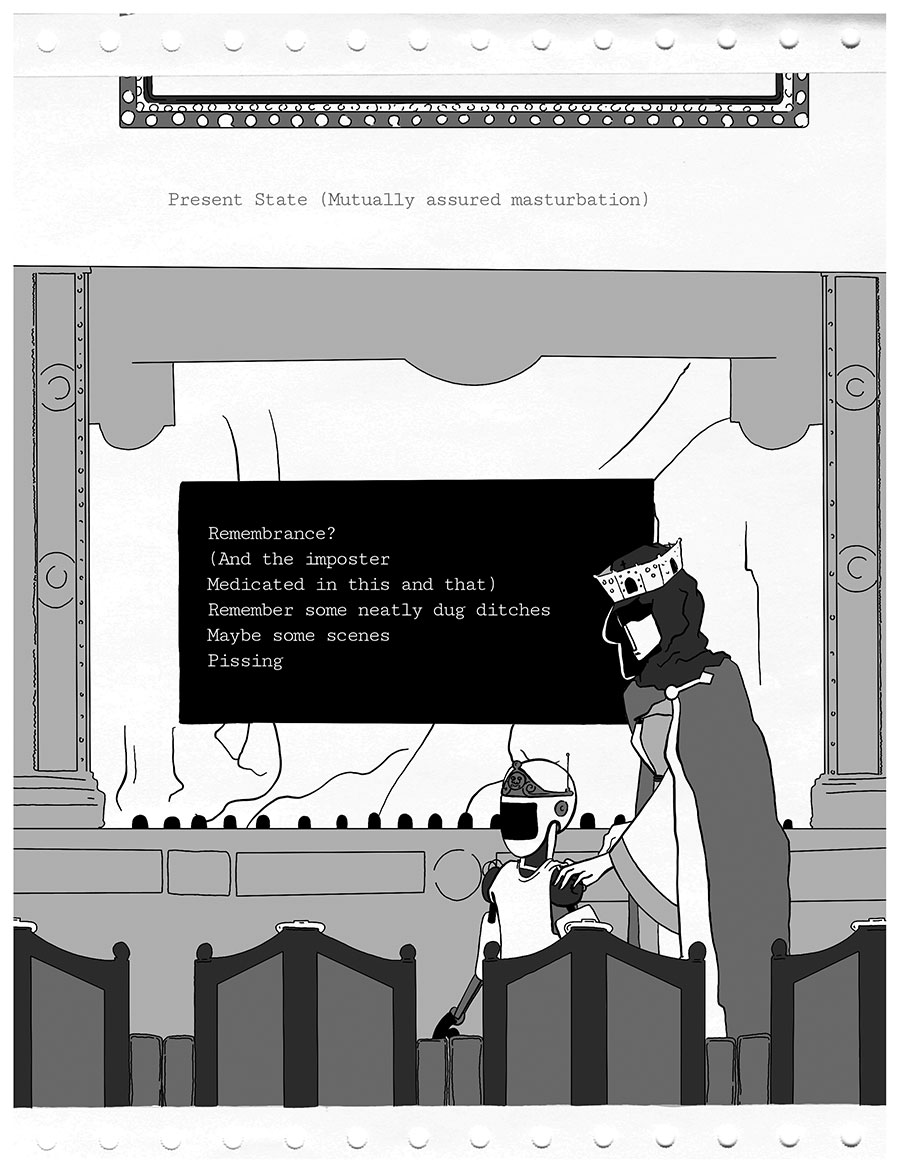 Present State (Mutually assured masturbation)
Remembrance?
(And the imposter
Medicated in this and that)
Remember some neatly dug ditches
Maybe some scenes
Pissing